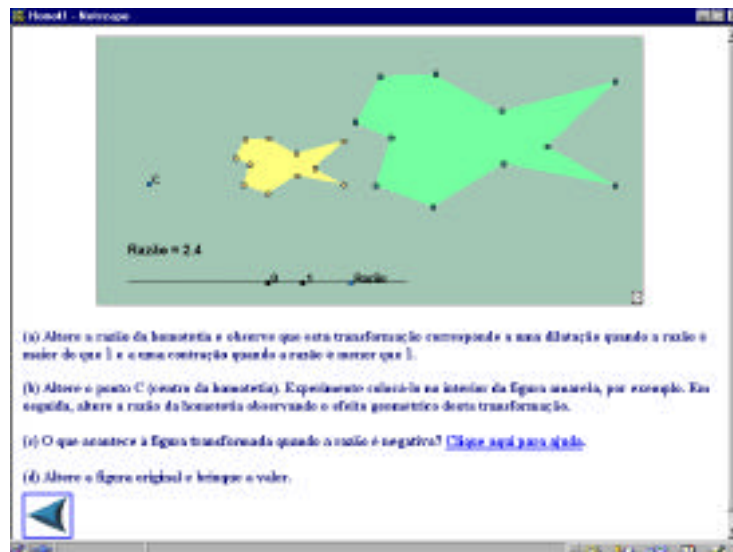 Homot1 - Netscape
C
Razão = 2.4
0 1 Razão
(a) Altere a razão da homotetia e observe que esta transformação corresponde a uma dilatação quando a razão é
maior do que 1 e a uma contração quando a razão é menor que 1.
(b) Altere o ponto C (centro da homotetia). Experimente colocá-lo no interior da figura amarela, por exemplo. Em
seguida, altere a razão da homotetia observando o efeito geométrico desta transformação.
(c) O que acontece à figura transformada quando a razão é negativa? Clique aqui para ajuda.
(d) Altere a figura original e brinque a valer.